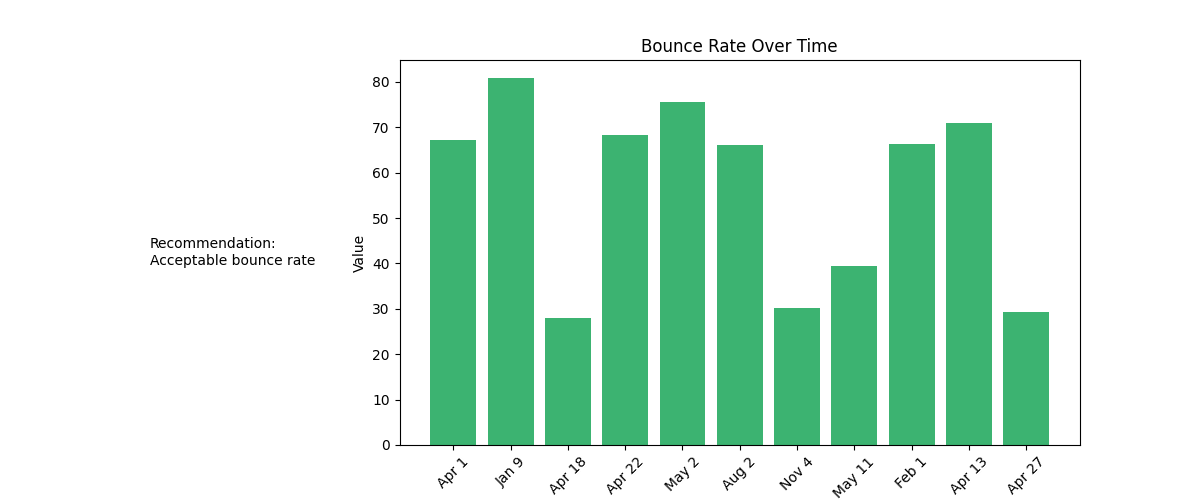 Bounce Rate Over Time
Recommendation:
Acceptable bounce rate
Value
80
70
60
50
40
30
20
10
0
Apr 1
Jan 9
Apr 18
Apr 22
May 2
Aug 2
Nov 4
May 11
Feb 1
Apr 13
Apr 27